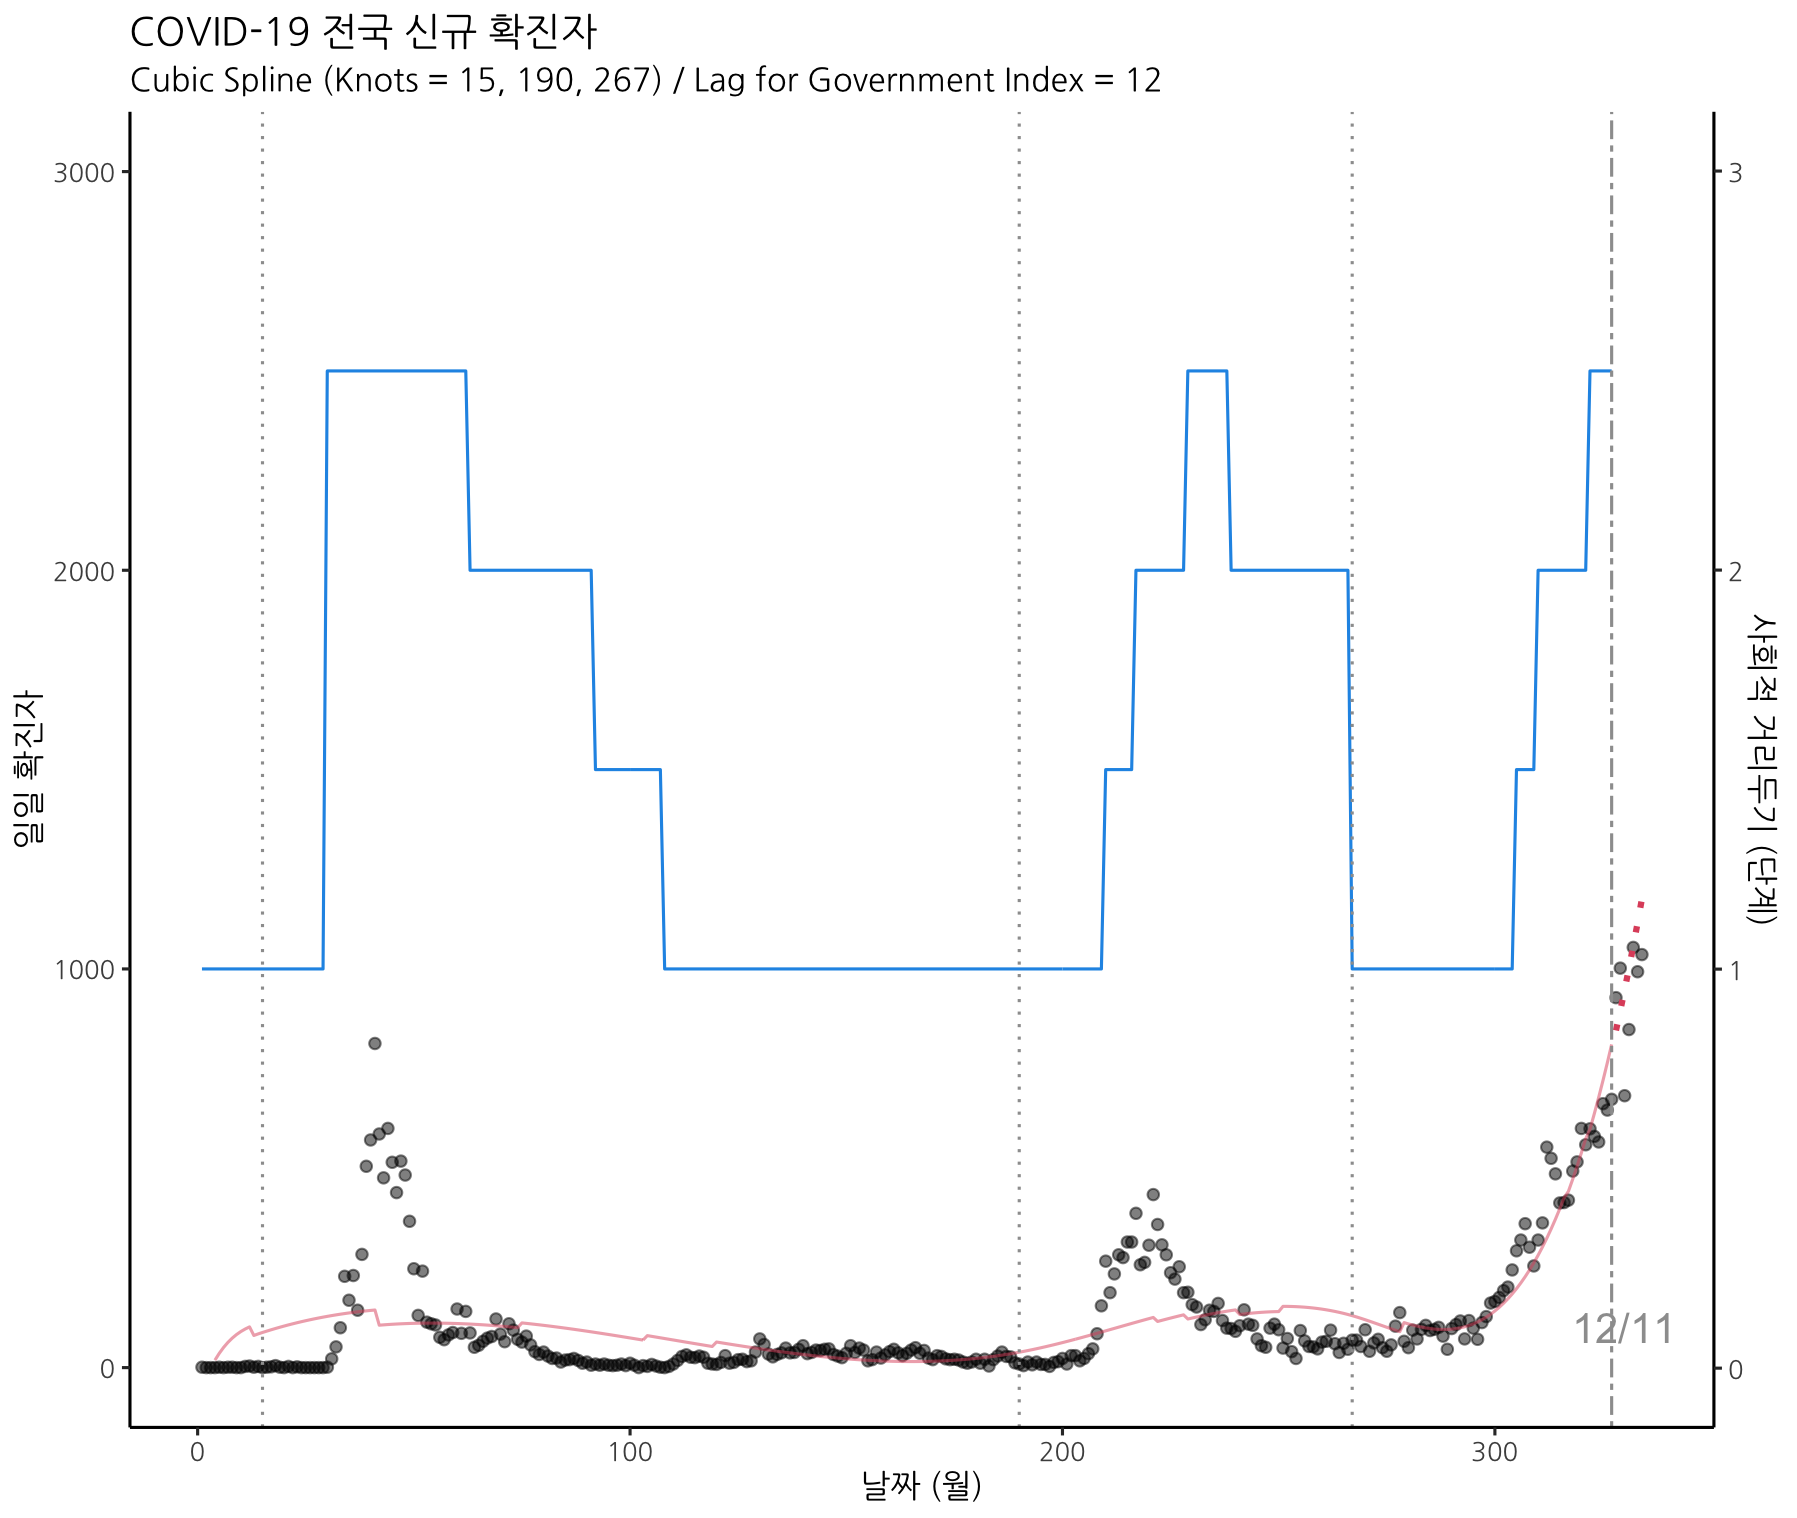 COVID-19 전국 신규 확진자
Cubic Spline (Knots = 15, 190, 267) / Lag for Government Index = 12
3000
2000
1000
0
일일 확진자
3
2
1
0
사회적 거리두기 (단계)
12/11
0
100
200
300
날짜 (월)